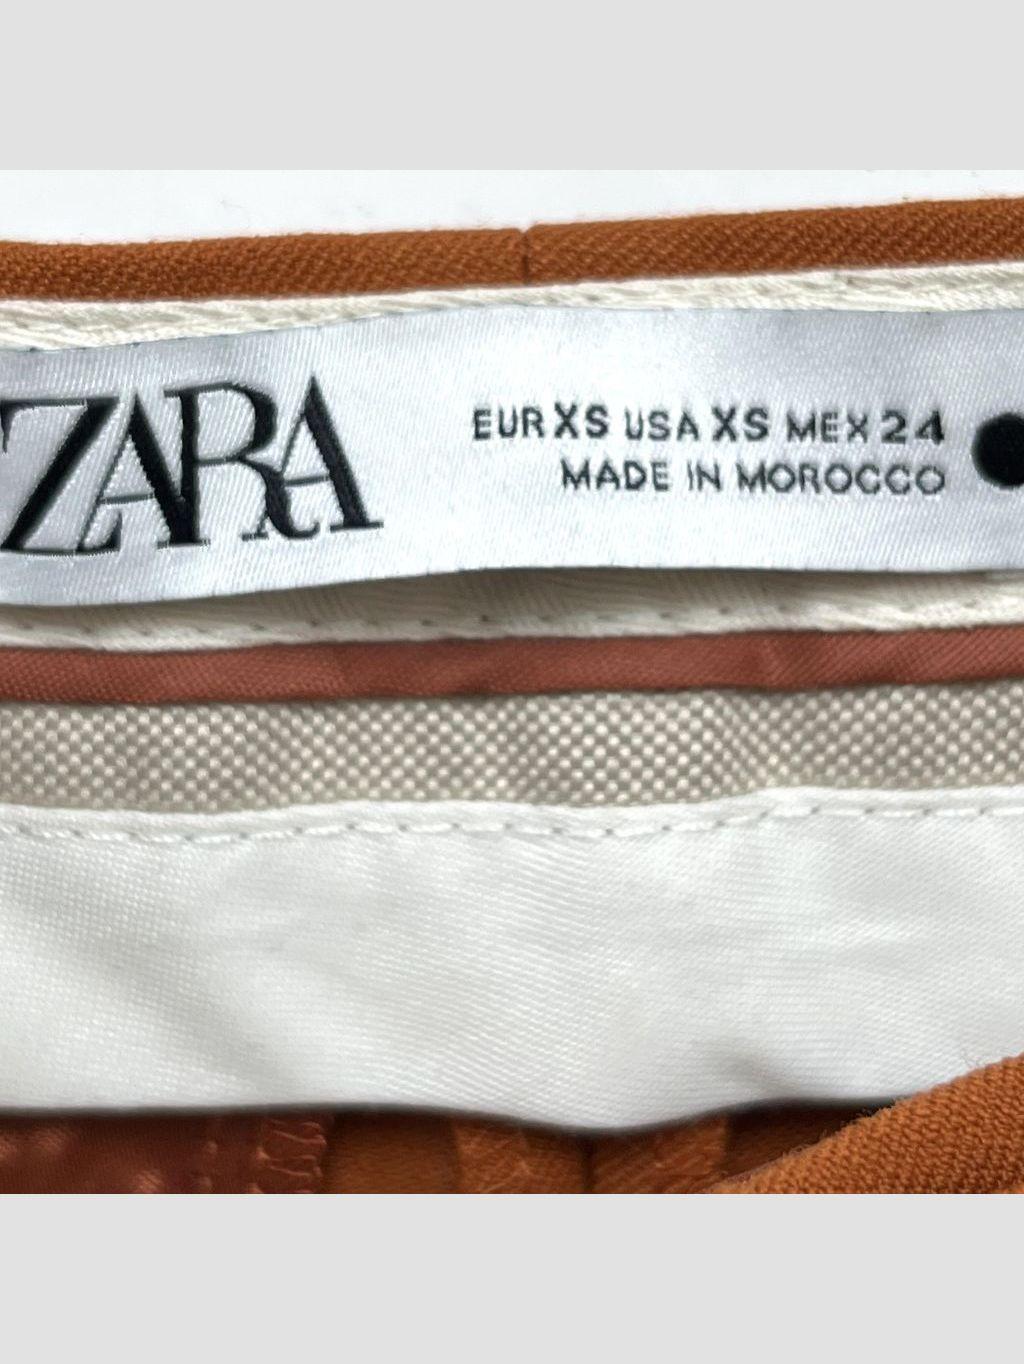 ZARA
EUR XS USA XS MEX 24
MADE IN MOROCCO